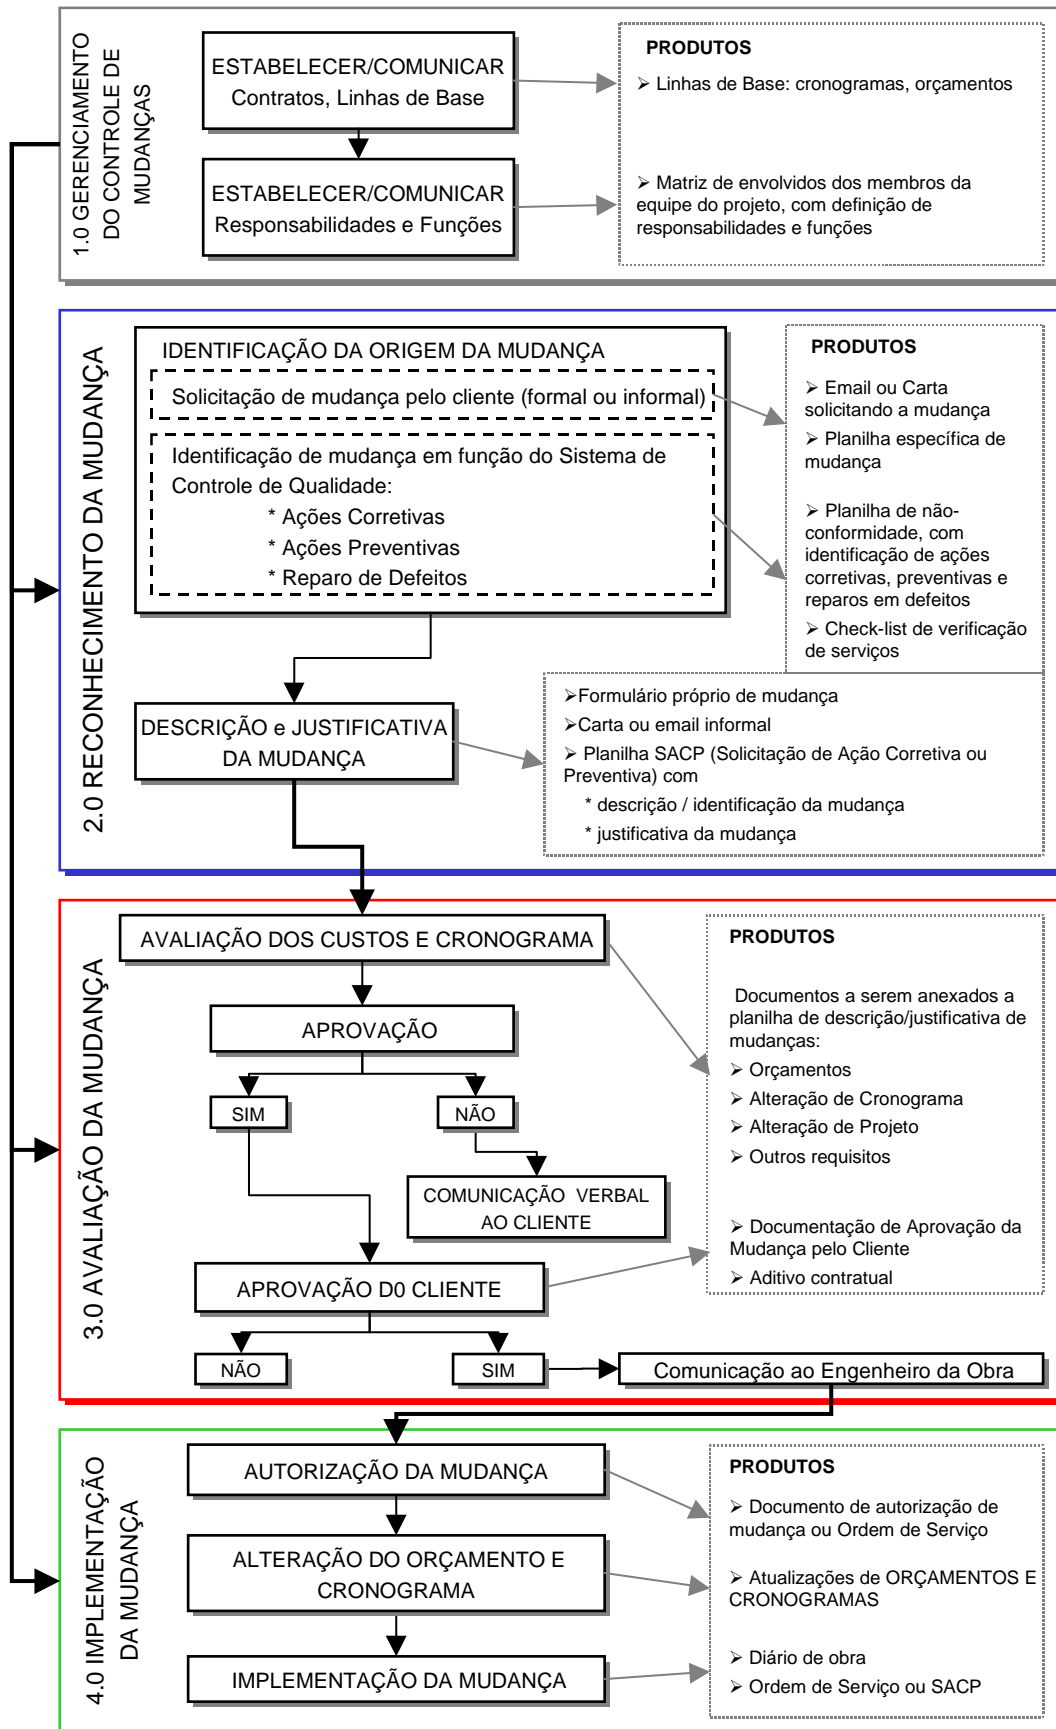 1.0 GERENCIAMENTO
DO CONTROLE DE
MUDANÇAS
ESTABELECER/COMUNICAR
Contratos, Linhas de Base
ESTABELECER/COMUNICAR
Responsabilidades e Funções
PRODUTOS
➢ Linhas de Base: cronogramas, orçamentos
➢ Matriz de envolvidos dos membros da
equipe do projeto, com definição de
responsabilidades e funções
2.0 RECONHECIMENTO DA MUDANÇA
IDENTIFICAÇÃO DA ORIGEM DA MUDANÇA
Solicitação de mudança pelo cliente (formal ou informal)
Identificação de mudança em função do Sistema de
Controle de Qualidade:
* Ações Corretivas
* Ações Preventivas
* Reparo de Defeitos
DESCRIÇÃO e JUSTIFICATIVA
DA MUDANÇA
PRODUTOS
➢ Email ou Carta
solicitando a mudança
➢ Planilha específica de
mudança
➢ Planilha de não-
conformidade, com
identificação de ações
corretivas, preventivas e
reparos em defeitos
➢ Check-list de verificação
de serviços
➢Formulário próprio de mudança
➢Carta ou email informal
➢ Planilha SACP (Solicitação de Ação Corretiva ou
Preventiva) com
* descrição / identificação da mudança
* justificativa da mudança
3.0 AVALIAÇÃO DA MUDANÇA
AVALIAÇÃO DOS CUSTOS E CRONOGRAMA
APROVAÇÃO
SIM
NÃO
COMUNICAÇÃO VERBAL
AO CLIENTE
APROVAÇÃO D0 CLIENTE
NÃO
SIM
Comunicação ao Engenheiro da Obra
PRODUTOS
Documentos a serem anexados a
planilha de descrição/justificativa de
mudanças:
➢ Orçamentos
➢ Alteração de Cronograma
➢ Alteração de Projeto
➢ Outros requisitos
➢ Documentação de Aprovação da
Mudança pelo Cliente
➢ Aditivo contratual
4.0 IMPLEMENTAÇÃO
DA MUDANÇA
AUTORIZAÇÃO DA MUDANÇA
ALTERAÇÃO DO ORÇAMENTO E
CRONOGRAMA
IMPLEMENTAÇÃO DA MUDANÇA
PRODUTOS
➢ Documento de autorização de
mudança ou Ordem de Serviço
➢ Atualizações de ORÇAMENTOS E
CRONOGRAMAS
➢ Diário de obra
➢ Ordem de Serviço ou SACP